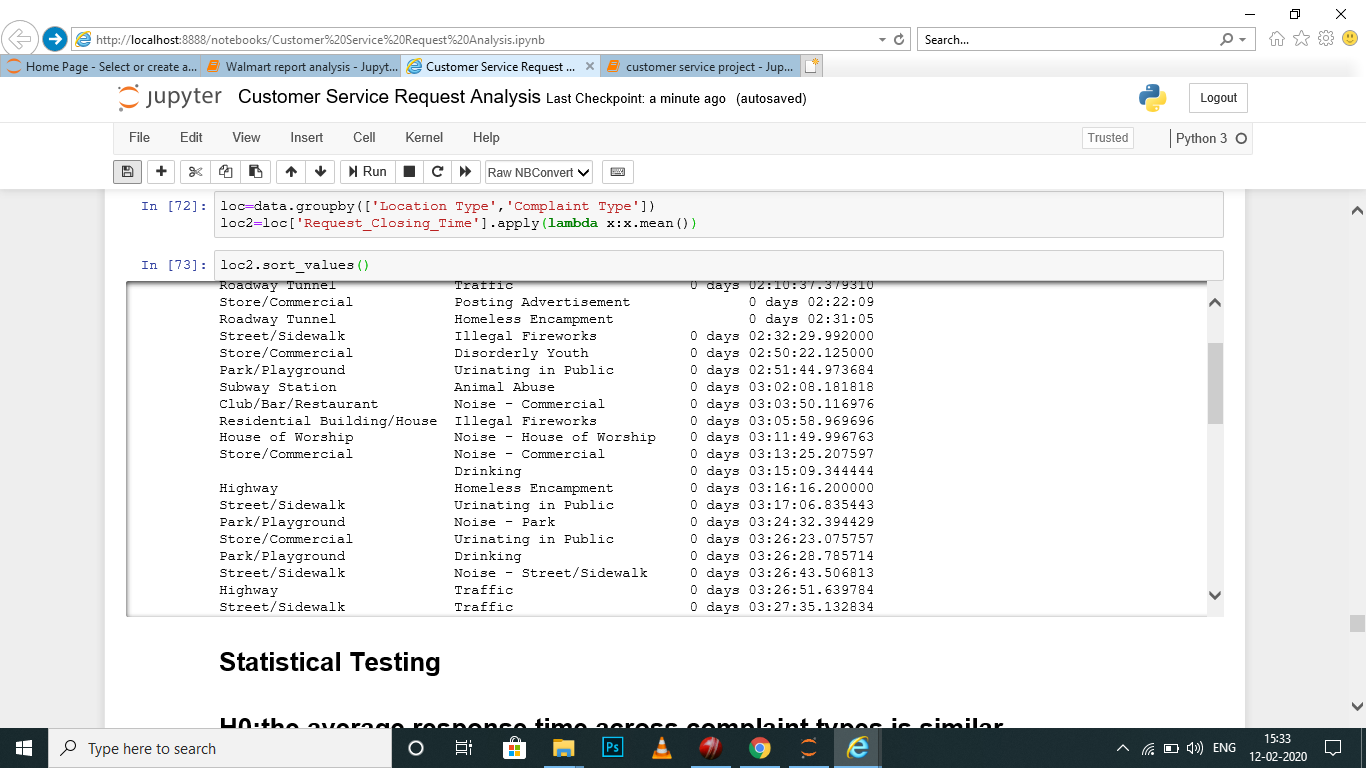 http://localhost:8888/notebooks/Customer%20Service%20Request%20Analysis.ipynb
Search...
Home Page - Select or create a...
Walmart report analysis - Jupyt...
Customer Service Request ...
customer service project - Jup...
jupyter Customer Service Request Analysis Last Checkpoint: a minute ago (autosaved)
Logout
File Edit View Insert Cell Kernel Help
Trusted
Python 3
Run
Raw NBConvert
In [72]: loc=data.groupby(['Location Type','Complaint Type'])
loc2=loc['Request_Closing_Time'].apply(lambda x:x.mean())
In [73]: loc2.sort_values()
Roadway Tunnel Traffic 0 days 02:10:37.379310
Store/Commercial Posting Advertisement 0 days 02:22:09
Roadway Tunnel Homeless Encampment 0 days 02:31:05
Street/Sidewalk Illegal Fireworks 0 days 02:32:29.992000
Store/Commercial Disorderly Youth 0 days 02:50:22.125000
Park/Playground Urinating in Public 0 days 02:51:44.973684
Subway Station Animal Abuse 0 days 03:02:08.181818
Club/Bar/Restaurant Noise - Commercial 0 days 03:03:50.116976
Residential Building/House Illegal Fireworks 0 days 03:05:58.969696
House of Worship Noise - House of Worship 0 days 03:11:49.996763
Store/Commercial Noise - Commercial 0 days 03:13:25.207597
Drinking 0 days 03:15:09.344444
Highway Homeless Encampment 0 days 03:16:16.200000
Street/Sidewalk Urinating in Public 0 days 03:17:06.835443
Park/Playground Noise - Park 0 days 03:24:32.394429
Store/Commercial Urinating in Public 0 days 03:26:23.075757
Park/Playground Drinking 0 days 03:26:28.785714
Street/Sidewalk Noise - Street/Sidewalk 0 days 03:26:43.506813
Highway Traffic 0 days 03:26:51.639784
Street/Sidewalk Traffic 0 days 03:27:35.132834
Statistical Testing
H0:the average response time across complaint types is similar
Type here to search
Ps
ENG
15:33
12-02-2020